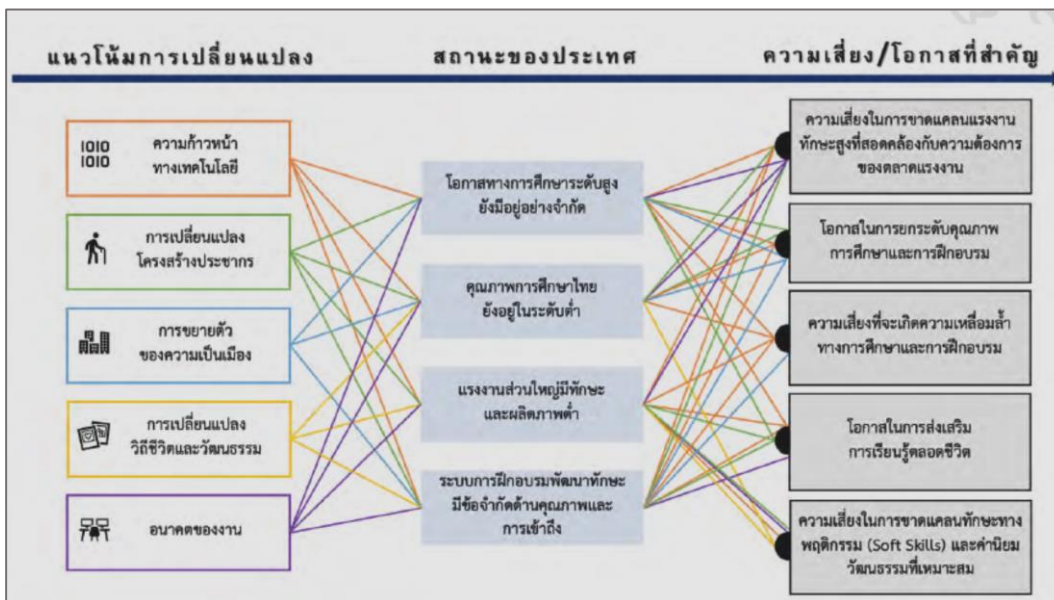 แนวโน้มการเปลี่ยนแปลง
สถานะของประเทศ
ความเสี่ยง/โอกาสที่สำคัญ
1010
1010
ความก้าวหน้า
ทางเทคโนโลยี
การเปลี่ยนแปลง
โครงสร้างประชากร
การขยายตัว
ของความเป็นเมือง
การเปลี่ยนแปลง
วิถีชีวิตและวัฒนธรรม
อนาคตของงาน
โอกาสทางการศึกษาระดับสูง
ยังมีอยู่อย่างจำกัด
คุณภาพการศึกษาไทย
ยังอยู่ในระดับต่ำ
แรงงานส่วนใหญ่มีทักษะ
และผลิตภาพต่ำ
ระบบการฝึกอบรมพัฒนาทักษะ
มีข้อจำกัดด้านคุณภาพและ
การเข้าถึง
ความเสี่ยงในการขาดแคลนแรงงาน
ทักษะสูงที่สอดคล้องกับความต้องการ
ของตลาดแรงงาน
โอกาสในการยกระดับคุณภาพ
การศึกษาและการฝึกอบรม
ความเสี่ยงที่จะเกิดความเหลื่อมล้ำ
ทางการศึกษาและการฝึกอบรม
โอกาสในการส่งเสริม
การเรียนรู้ตลอดชีวิต
ความเสี่ยงในการขาดแคลนทักษะทาง
พฤติกรรม (Soft Skills) และค่านิยม
วัฒนธรรมที่เหมาะสม